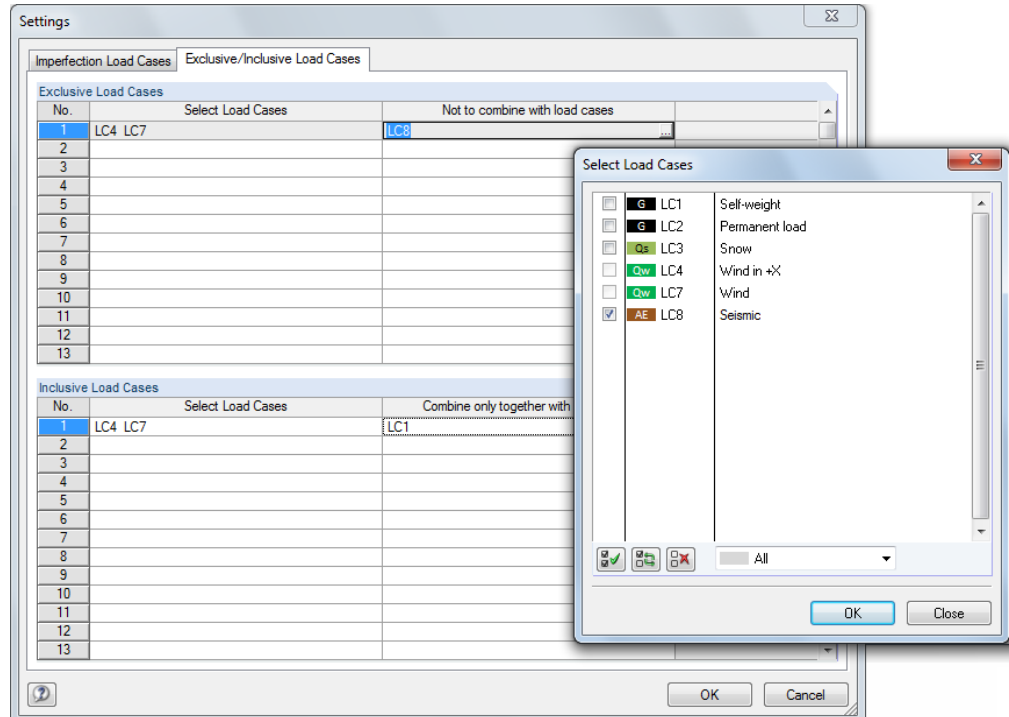 Settings
Imperfection Load Cases Exclusive/Inclusive Load Cases
Exclusive Load Cases
No. Select Load Cases Not to combine with load cases
1 LC4 LC7 LC8 ...
2
3
4
5
6
7
8
9
10
11
12
13
Inclusive Load Cases
No. Select Load Cases Combine only together with
1 LC4 LC7 LC1
2
3
4
5
6
7
8
9
10
11
12
13
OK Cancel
Select Load Cases
G LC1 Self-weight
G LC2 Permanent load
Qs LC3 Snow
Qw LC4 Wind in +X
Qw LC7 Wind
AE LC8 Seismic
All
OK Close